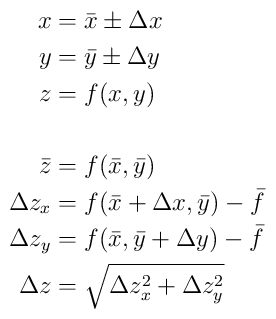 x = x̄ ± Δx
y = ȳ ± Δy
z = f(x, y)
z̄ = f(x̄, ȳ)
Δz_x = f(x̄ + Δx, ȳ) − f̄
Δz_y = f(x̄, ȳ + Δy) − f̄
Δz = √(Δz_x² + Δz_y²)